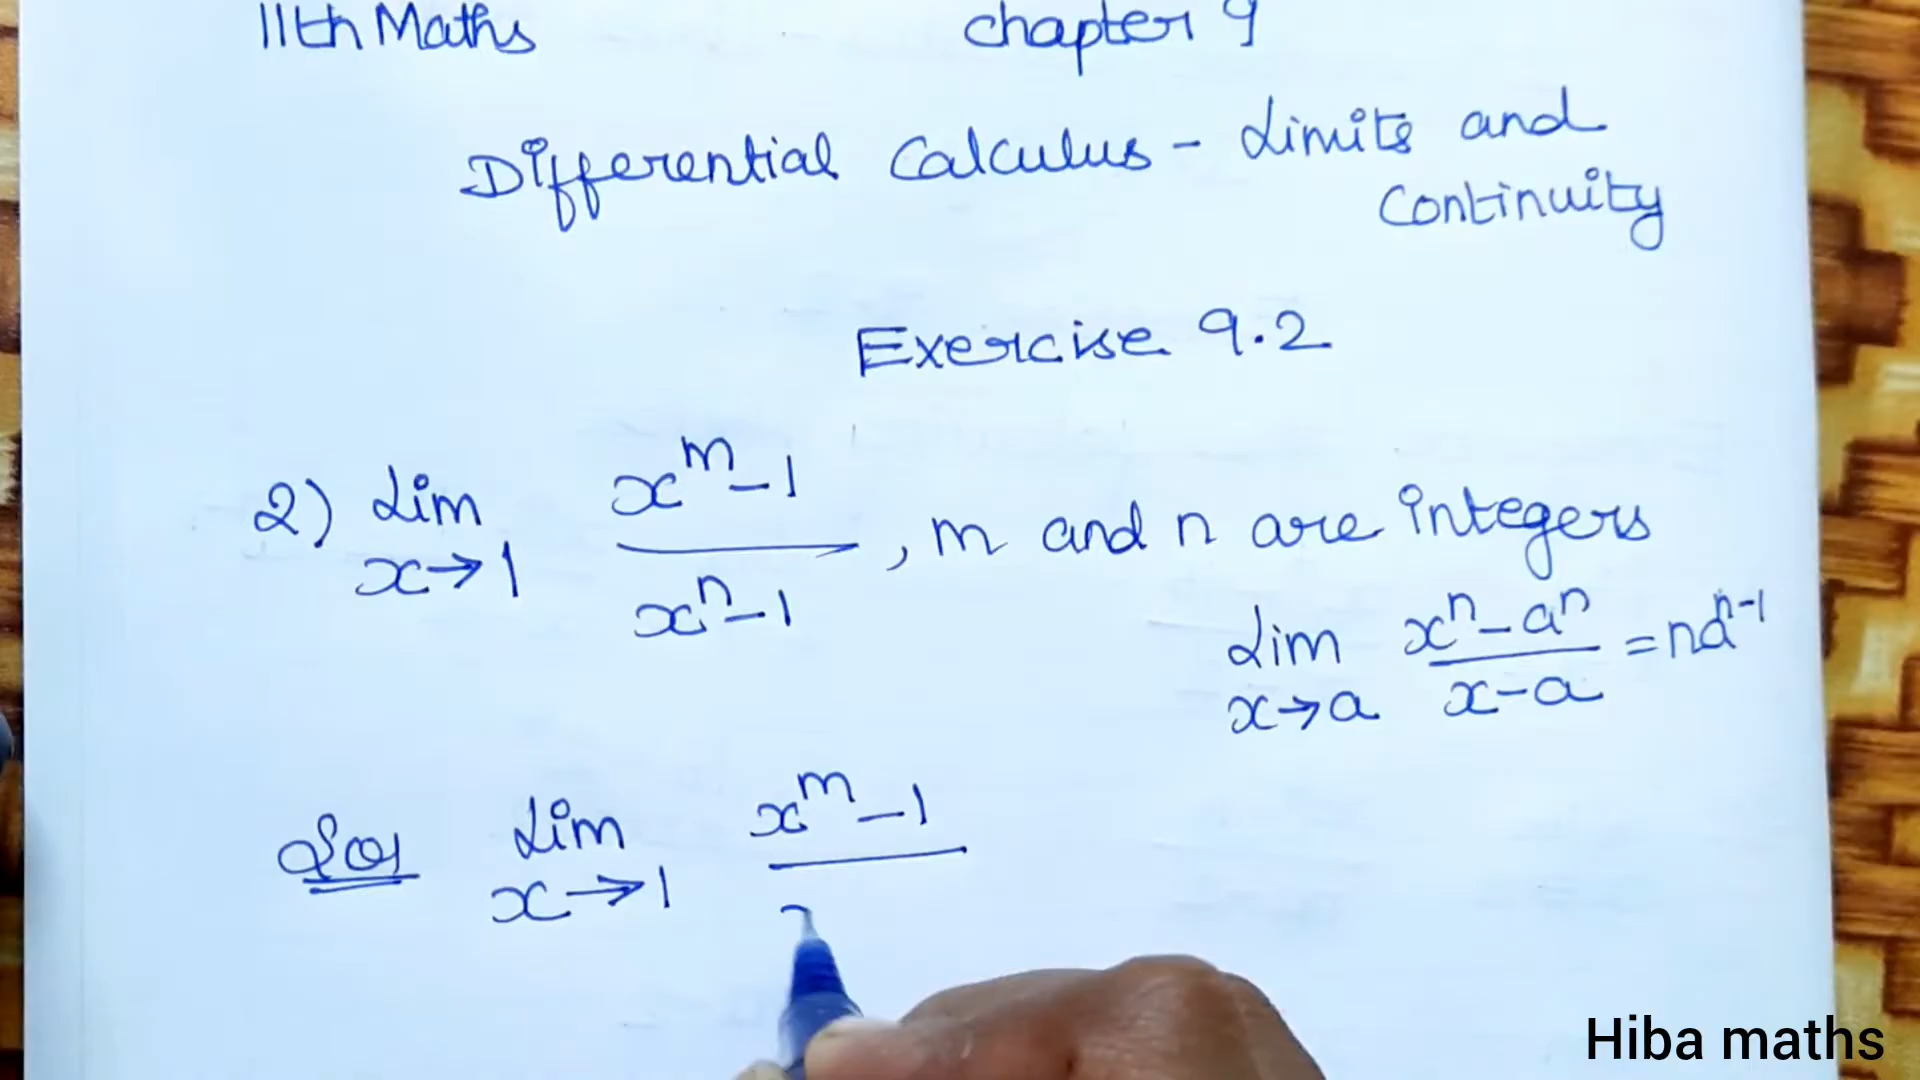 11th Maths chapter 9
Differential Calculus - Limits and
Continuity
Exercise 9.2
2) Lim x→1 (x^m - 1)/(x^n - 1), m and n are integers
Lim x→a (x^n - a^n)/(x - a) = na^(n-1)
Sol Lim x→1 x^m - 1
Hiba maths